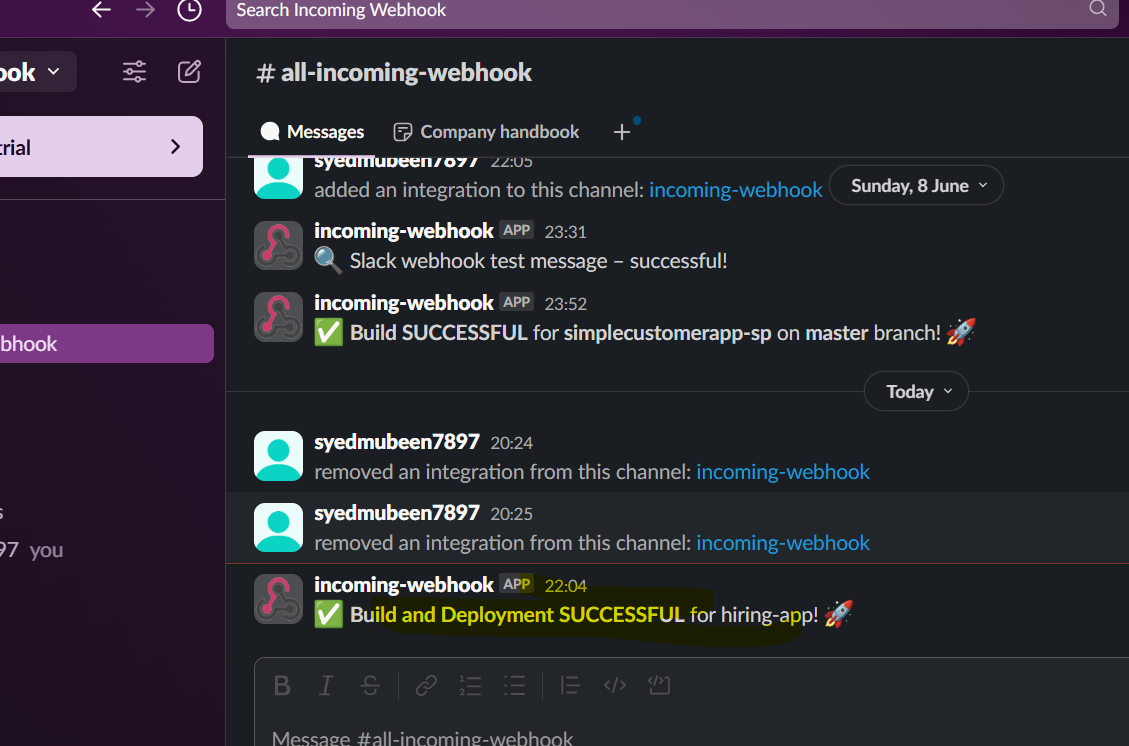 Search Incoming Webhook
ook
# all-incoming-webhook
Messages Company handbook +
trial
syedmubeen7897 22:05
added an integration to this channel: incoming-webhook
Sunday, 8 June
incoming-webhook APP 23:31
🔍 Slack webhook test message – successful!
incoming-webhook APP 23:52
✅ Build SUCCESSFUL for simplecustomerapp-sp on master branch! 🚀
bhook
Today
syedmubeen7897 20:24
removed an integration from this channel: incoming-webhook
s
syedmubeen7897 20:25
removed an integration from this channel: incoming-webhook
97 you
incoming-webhook APP 22:04
✅ Build and Deployment SUCCESSFUL for hiring-app! 🚀
B I S
Message #all-incoming-webhook